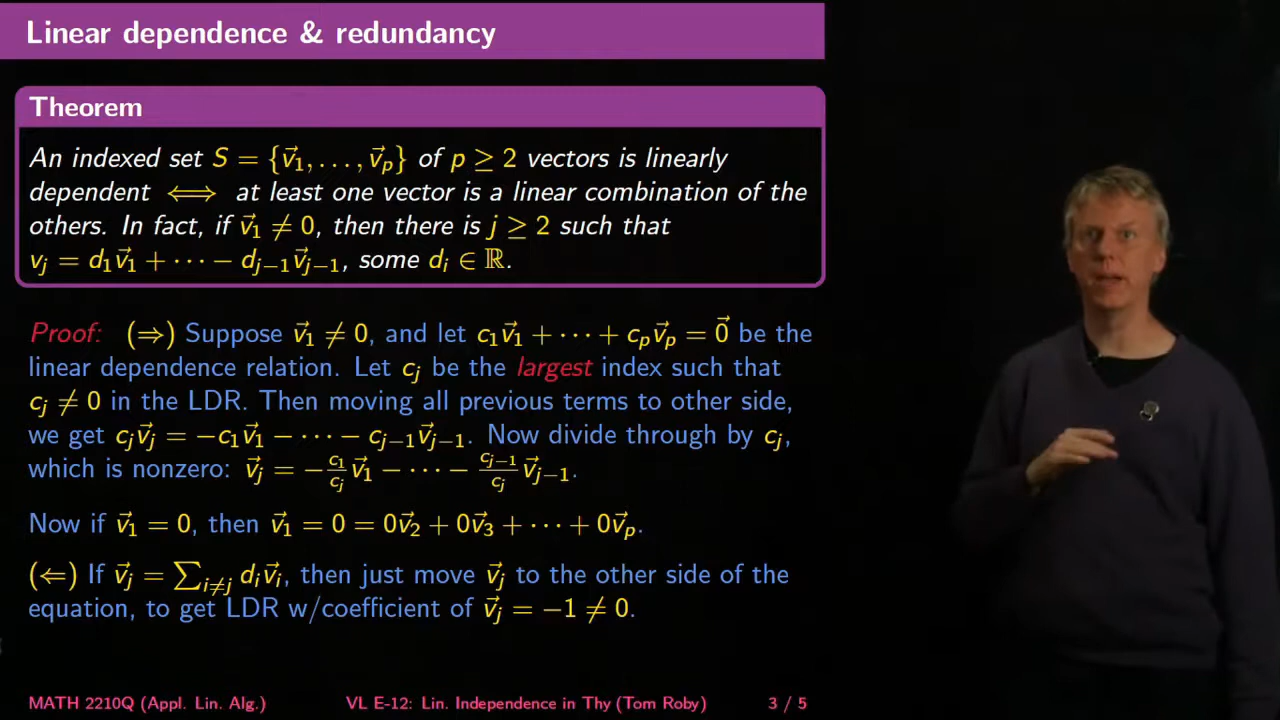 Linear dependence & redundancy
Theorem
An indexed set S = {v⃗₁, . . . , v⃗ₚ} of p ≥ 2 vectors is linearly
dependent ⟺ at least one vector is a linear combination of the
others. In fact, if v⃗₁ ≠ 0, then there is j ≥ 2 such that
vⱼ = d₁v⃗₁ + · · · − dⱼ₋₁v⃗ⱼ₋₁, some dᵢ ∈ ℝ.
Proof: (⇒) Suppose v⃗₁ ≠ 0, and let c₁v⃗₁ + · · · + cₚv⃗ₚ = 0⃗ be the
linear dependence relation. Let cⱼ be the largest index such that
cⱼ ≠ 0 in the LDR. Then moving all previous terms to other side,
we get cⱼv⃗ⱼ = −c₁v⃗₁ − · · · − cⱼ₋₁v⃗ⱼ₋₁. Now divide through by cⱼ,
which is nonzero: v⃗ⱼ = −c₁/cⱼ v⃗₁ − · · · − cⱼ₋₁/cⱼ v⃗ⱼ₋₁.
Now if v⃗₁ = 0, then v⃗₁ = 0 = 0v⃗₂ + 0v⃗₃ + · · · + 0v⃗ₚ.
(⇐) If v⃗ⱼ = ∑ᵢ≠ⱼ dᵢv⃗ᵢ, then just move v⃗ⱼ to the other side of the
equation, to get LDR w/coefficient of v⃗ⱼ = −1 ≠ 0.
MATH 2210Q (Appl. Lin. Alg.) VL E-12: Lin. Independence in Thy (Tom Roby) 3 / 5